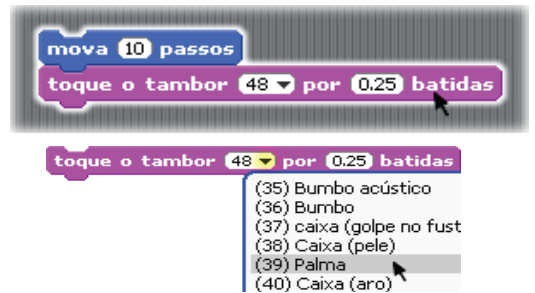 mova 10 passos
toque o tambor 48 por 0.25 batidas
toque o tambor 48 por 0.25 batidas
(35) Bumbo acústico
(36) Bumbo
(37) caixa (golpe no fust
(38) Caixa (pele)
(39) Palma
(40) Caixa (aro)